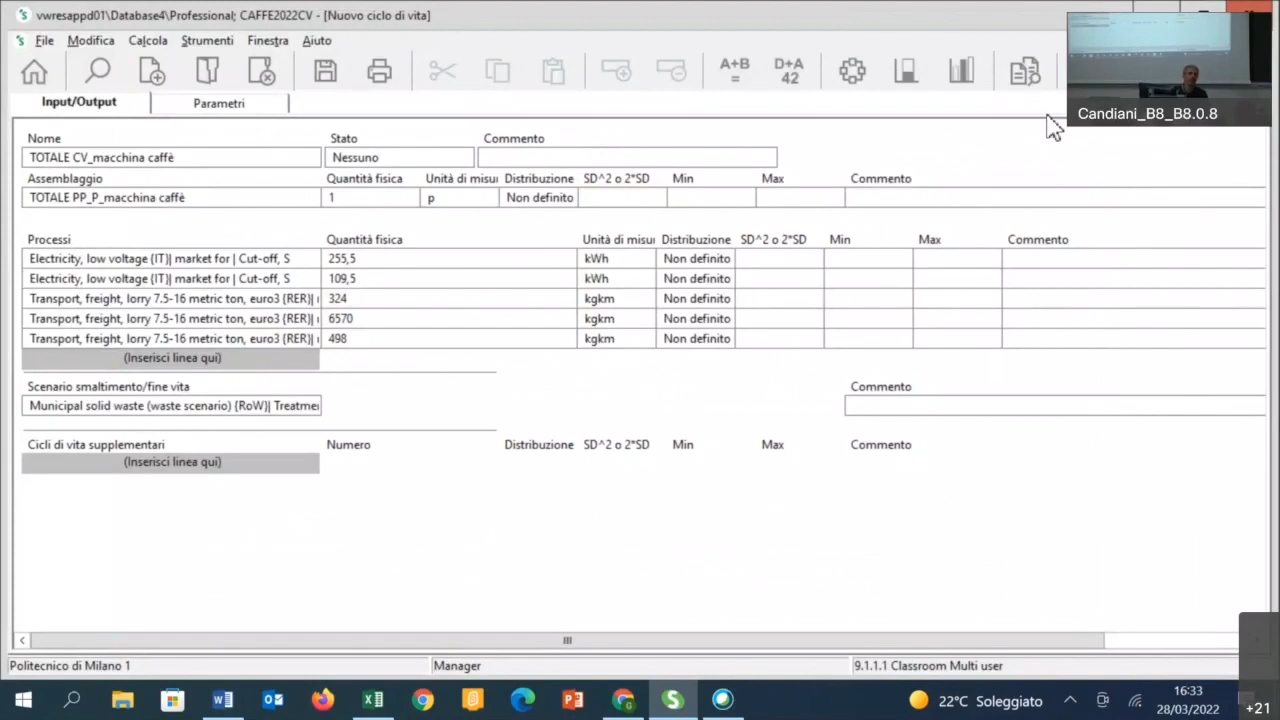 vwresappd01\Database4\Professional; CAFFE2022CV - [Nuovo ciclo di vita]
File Modifica Calcola Strumenti Finestra Aiuto
A+B = D+A 42
Input/Output Parametri
Candiani_B8_B8.0.8
Nome Stato Commento
TOTALE CV_macchina caffè Nessuno
Assemblaggio Quantità fisica Unità di misu Distribuzione SD^2 o 2*SD Min Max Commento
TOTALE PP_P_macchina caffè 1 p Non definito
Processi Quantità fisica Unità di misu Distribuzione SD^2 o 2*SD Min Max Commento
Electricity, low voltage {IT}| market for | Cut-off, S 255,5 kWh Non definito
Electricity, low voltage {IT}| market for | Cut-off, S 109,5 kWh Non definito
Transport, freight, lorry 7.5-16 metric ton, euro3 {RER}| 324 kgkm Non definito
Transport, freight, lorry 7.5-16 metric ton, euro3 {RER}| 6570 kgkm Non definito
Transport, freight, lorry 7.5-16 metric ton, euro3 {RER}| 498 kgkm Non definito
(Inserisci linea qui)
Scenario smaltimento/fine vita Commento
Municipal solid waste (waste scenario) {RoW}| Treatme
Cicli di vita supplementari Numero Distribuzione SD^2 o 2*SD Min Max Commento
(Inserisci linea qui)
Politecnico di Milano 1 Manager 9.1.1.1 Classroom Multi user
22°C Soleggiato 16:33
28/03/2022
+21